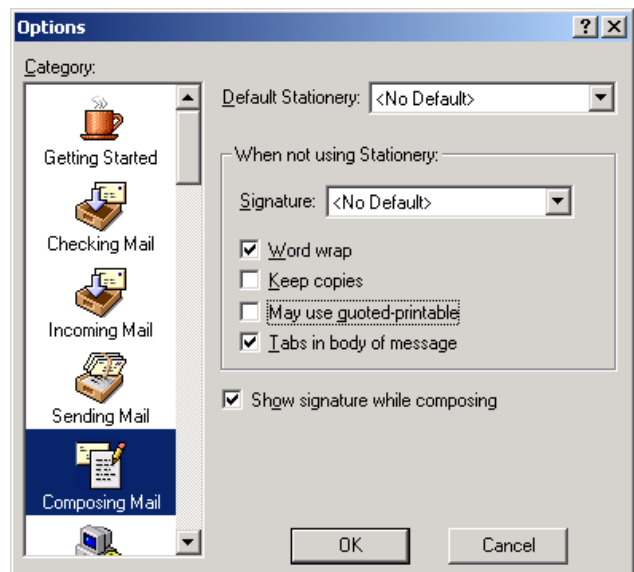 Options
Category:
Getting Started
Checking Mail
Incoming Mail
Sending Mail
Composing Mail
Default Stationery: <No Default>
When not using Stationery:
Signature: <No Default>
Word wrap
Keep copies
May use quoted-printable
Tabs in body of message
Show signature while composing
OK Cancel